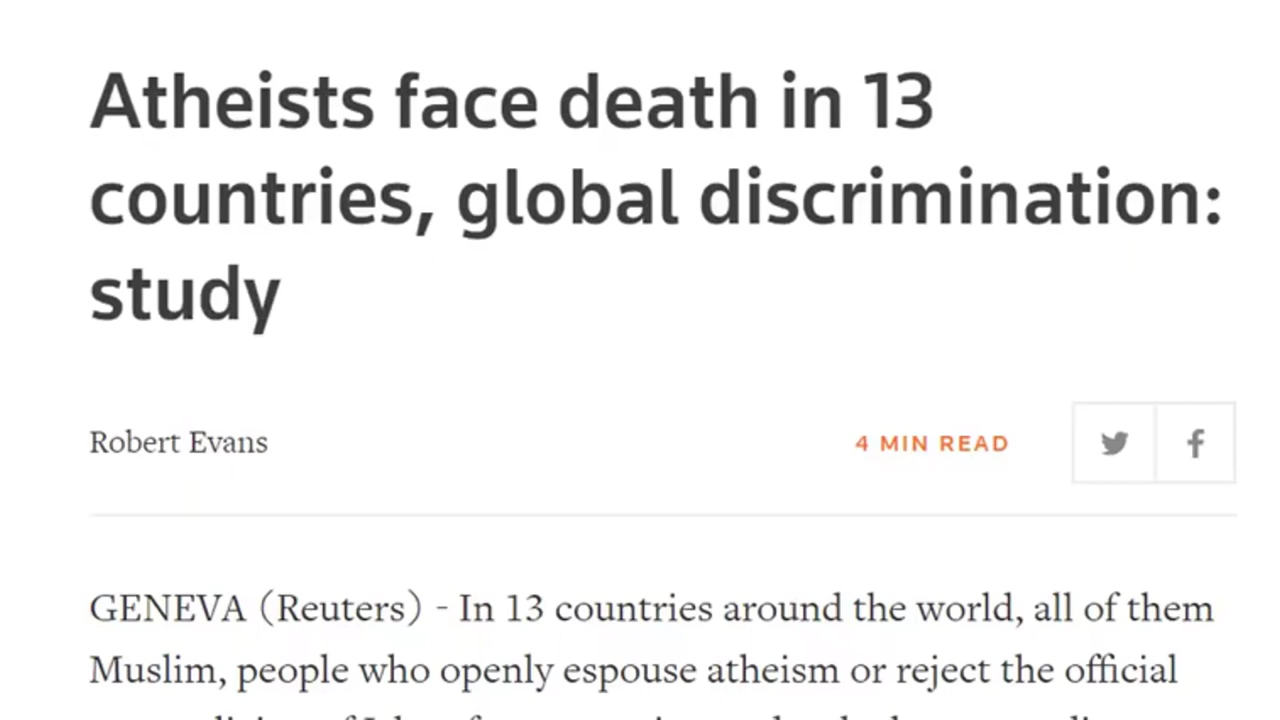 Atheists face death in 13
countries, global discrimination:
study
Robert Evans
4 MIN READ
GENEVA (Reuters) - In 13 countries around the world, all of them
Muslim, people who openly espouse atheism or reject the official